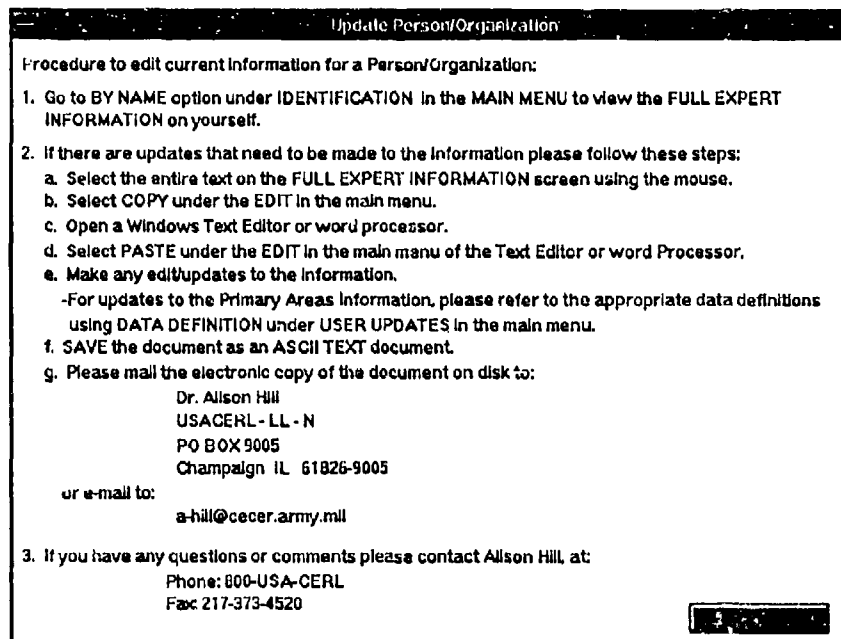 Update Person/Organization
Procedure to edit current information for a Person/Organization:
1. Go to BY NAME option under IDENTIFICATION in the MAIN MENU to view the FULL EXPERT
INFORMATION on yourself.
2. If there are updates that need to be made to the information please follow these steps:
a. Select the entire text on the FULL EXPERT INFORMATION screen using the mouse.
b. Select COPY under the EDIT in the main menu.
c. Open a Windows Text Editor or word processor.
d. Select PASTE under the EDIT in the main manu of the Text Editor or word Processor.
e. Make any edit/updates to the information.
-For updates to the Primary Areas Information, please refer to the appropriate data definitions
using DATA DEFINITION under USER UPDATES in the main menu.
f. SAVE the document as an ASCII TEXT document.
g. Please mail the electronic copy of the document on disk to:
Dr. Alison Hill
USACERL - LL - N
PO BOX 9005
Champaign IL 61826-9005
or e-mail to:
a-hill@cecer.army.mil
3. If you have any questions or comments please contact Alison Hill, at:
Phone: 800-USA-CERL
Fax: 217-373-4520